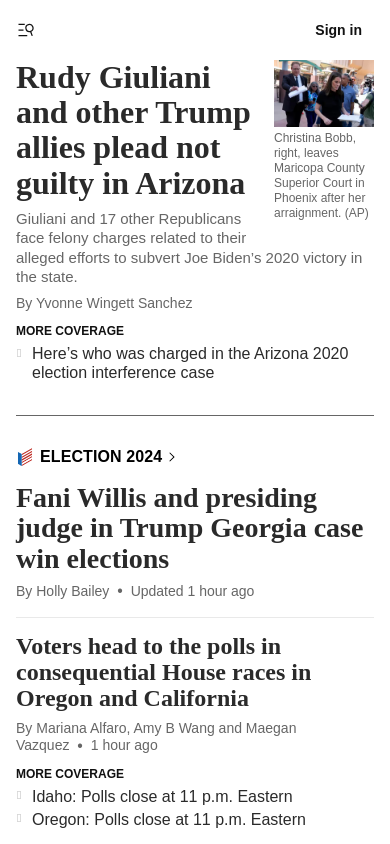 Sign in
Rudy Giuliani
and other Trump
allies plead not
guilty in Arizona
Christina Bobb,
right, leaves
Maricopa County
Superior Court in
Phoenix after her
arraignment. (AP)
Giuliani and 17 other Republicans
face felony charges related to their
alleged efforts to subvert Joe Biden’s 2020 victory in
the state.
By Yvonne Wingett Sanchez
MORE COVERAGE
Here’s who was charged in the Arizona 2020
election interference case
ELECTION 2024
Fani Willis and presiding
judge in Trump Georgia case
win elections
By Holly Bailey • Updated 1 hour ago
Voters head to the polls in
consequential House races in
Oregon and California
By Mariana Alfaro, Amy B Wang and Maegan
Vazquez • 1 hour ago
MORE COVERAGE
Idaho: Polls close at 11 p.m. Eastern
Oregon: Polls close at 11 p.m. Eastern